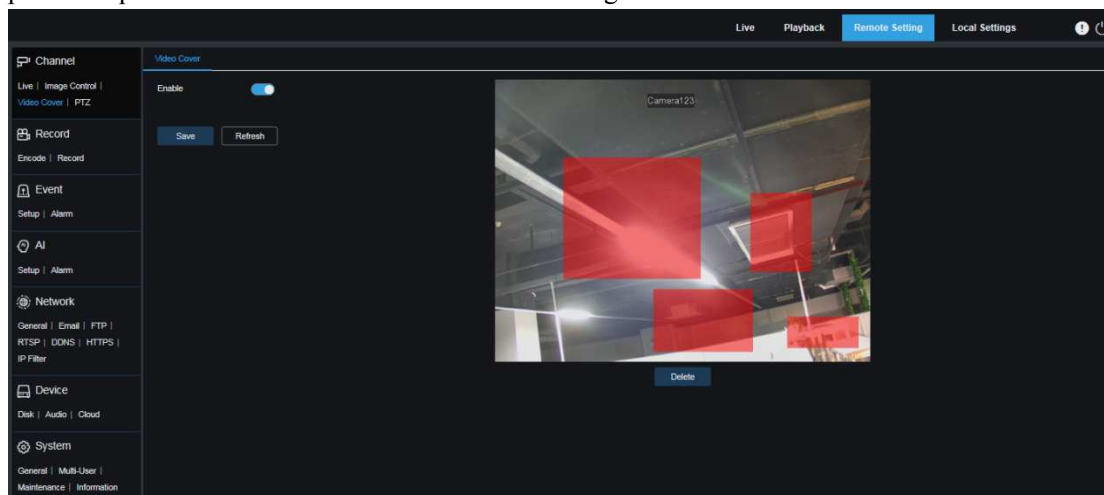 Live Playback Remote Setting Local Settings
Channel
Live | Image Control |
Video Cover | PTZ
Record
Encode | Record
Event
Setup | Alarm
AI
Setup | Alarm
Network
General | Email | FTP |
RTSP | DDNS | HTTPS |
IP Filter
Device
Disk | Audio | Cloud
System
General | Multi-User |
Maintenance | Information
Video Cover
Enable
Save Refresh
Camera123
Delete